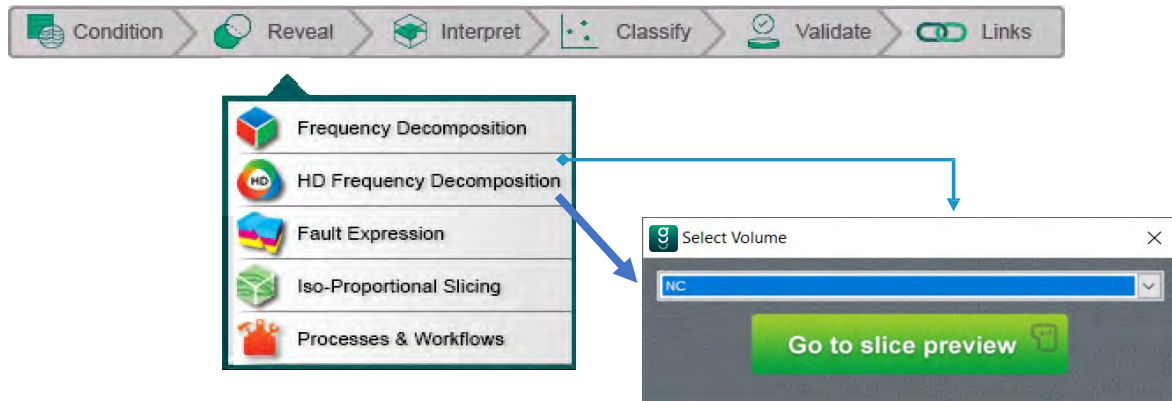 Condition Reveal Interpret Classify Validate Links
Frequency Decomposition
HD HD Frequency Decomposition
Fault Expression
Iso-Proportional Slicing
Processes & Workflows
g Select Volume
NC
Go to slice preview